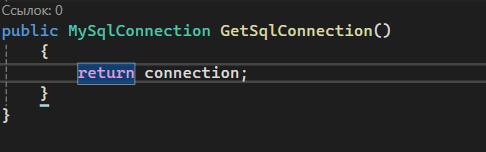 Ссылок: 0
public MySqlConnection GetSqlConnection()
{
return connection;
}
}